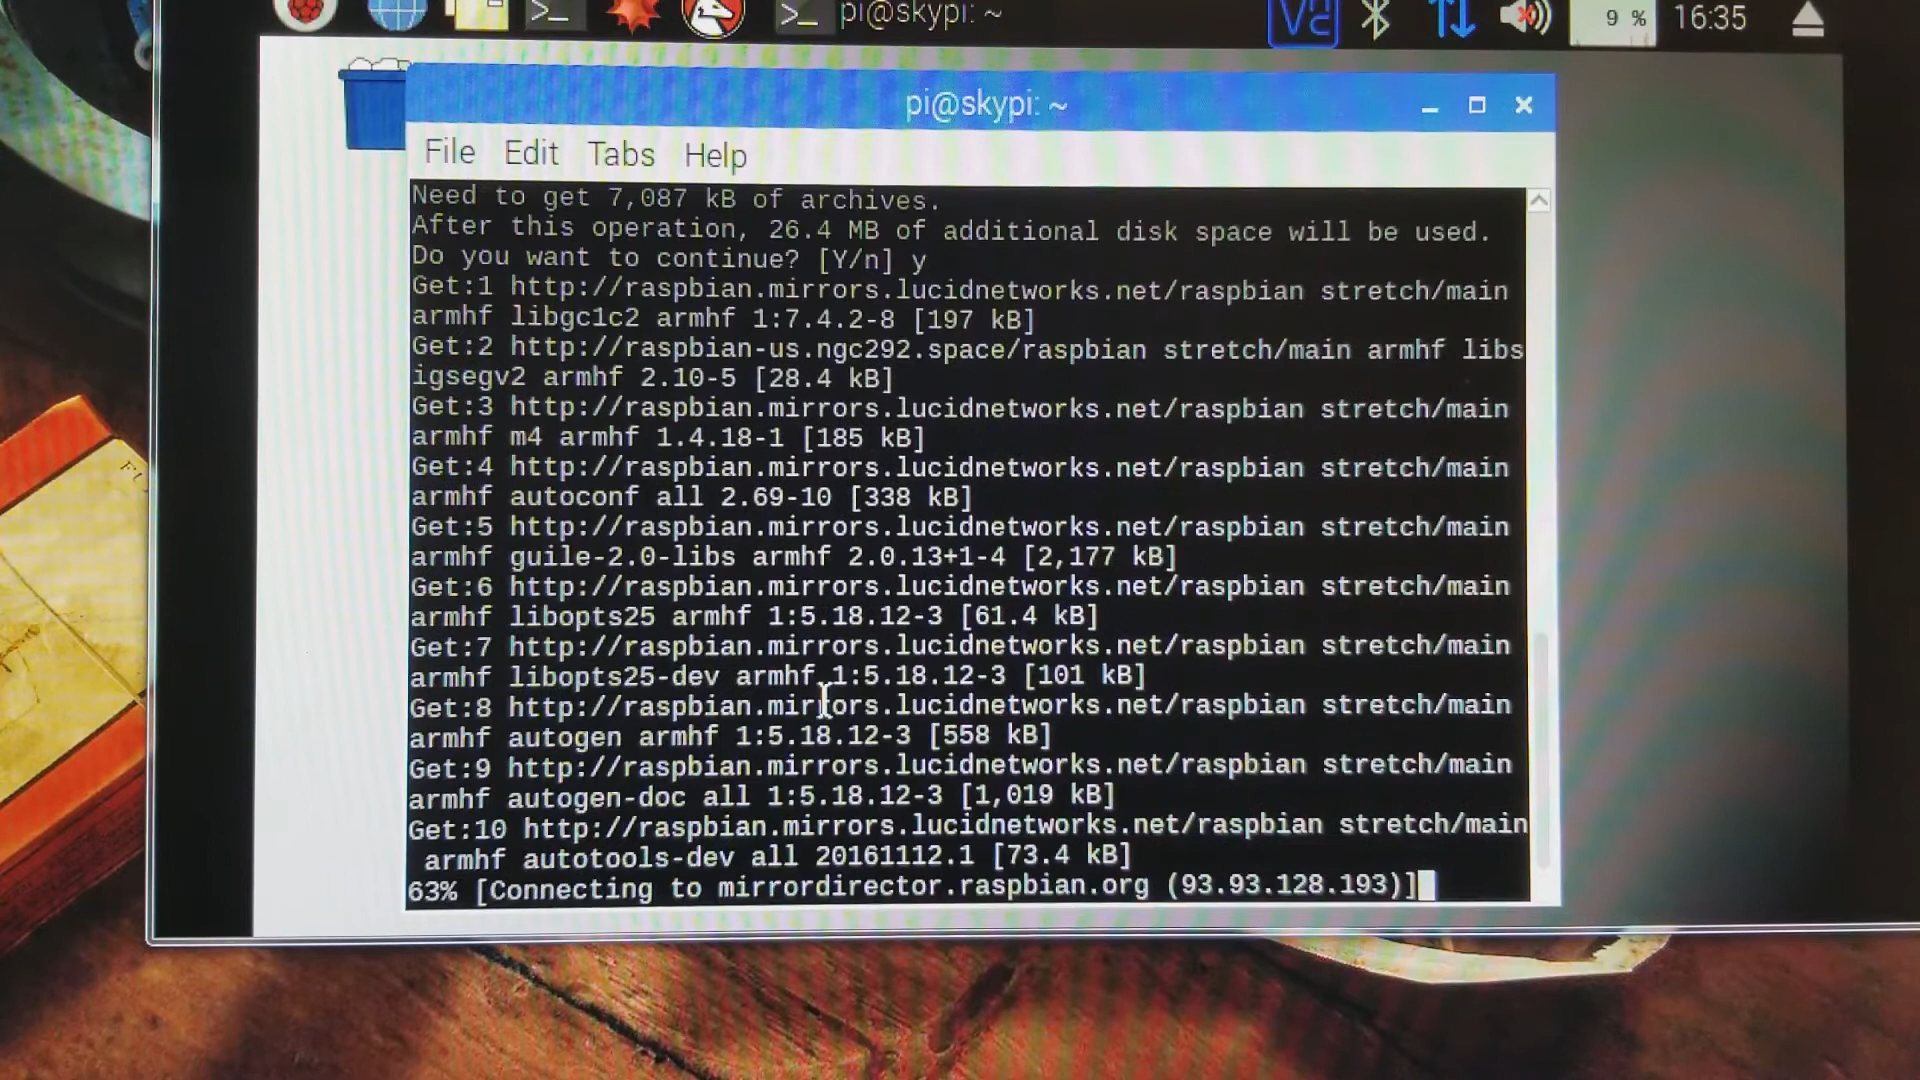 pi@skypi: ~
9 %
16:35
pi@skypi: ~
File Edit Tabs Help
Need to get 7,087 kB of archives.
After this operation, 26.4 MB of additional disk space will be used.
Do you want to continue? [Y/n] y
Get:1 http://raspbian.mirrors.lucidnetworks.net/raspbian stretch/main
armhf libgc1c2 armhf 1:7.4.2-8 [197 kB]
Get:2 http://raspbian-us.ngc292.space/raspbian stretch/main armhf libs
igsegv2 armhf 2.10-5 [28.4 kB]
Get:3 http://raspbian.mirrors.lucidnetworks.net/raspbian stretch/main
armhf m4 armhf 1.4.18-1 [185 kB]
Get:4 http://raspbian.mirrors.lucidnetworks.net/raspbian stretch/main
armhf autoconf all 2.69-10 [338 kB]
Get:5 http://raspbian.mirrors.lucidnetworks.net/raspbian stretch/main
armhf guile-2.0-libs armhf 2.0.13+1-4 [2,177 kB]
Get:6 http://raspbian.mirrors.lucidnetworks.net/raspbian stretch/main
armhf libopts25 armhf 1:5.18.12-3 [61.4 kB]
Get:7 http://raspbian.mirrors.lucidnetworks.net/raspbian stretch/main
armhf libopts25-dev armhf 1:5.18.12-3 [101 kB]
Get:8 http://raspbian.mirrors.lucidnetworks.net/raspbian stretch/main
armhf autogen armhf 1:5.18.12-3 [558 kB]
Get:9 http://raspbian.mirrors.lucidnetworks.net/raspbian stretch/main
armhf autogen-doc all 1:5.18.12-3 [1,019 kB]
Get:10 http://raspbian.mirrors.lucidnetworks.net/raspbian stretch/main
armhf autotools-dev all 20161112.1 [73.4 kB]
63% [Connecting to mirrordirector.raspbian.org (93.93.128.193)]